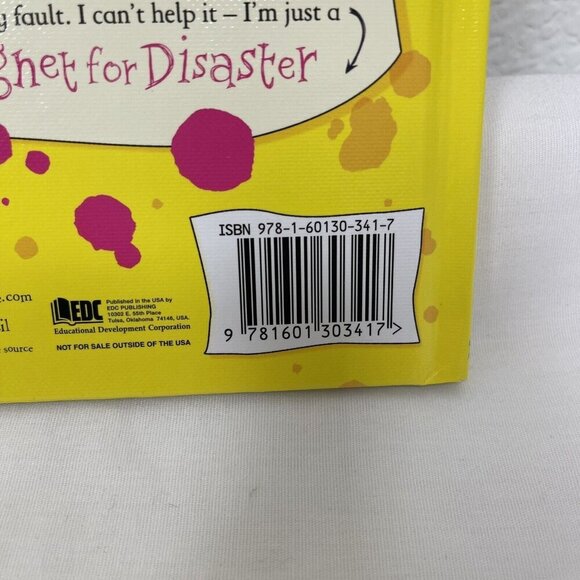 fault. I can't help it – I'm just a
for Disaster
ISBN 978-1-60130-341-7
9 781601 303417 >
.com
EDC
Published in the USA by
EDC PUBLISHING
10302 E. 55th Place
Tulsa, Oklahoma 74146, USA.
Educational Development Corporation
source
NOT FOR SALE OUTSIDE OF THE USA